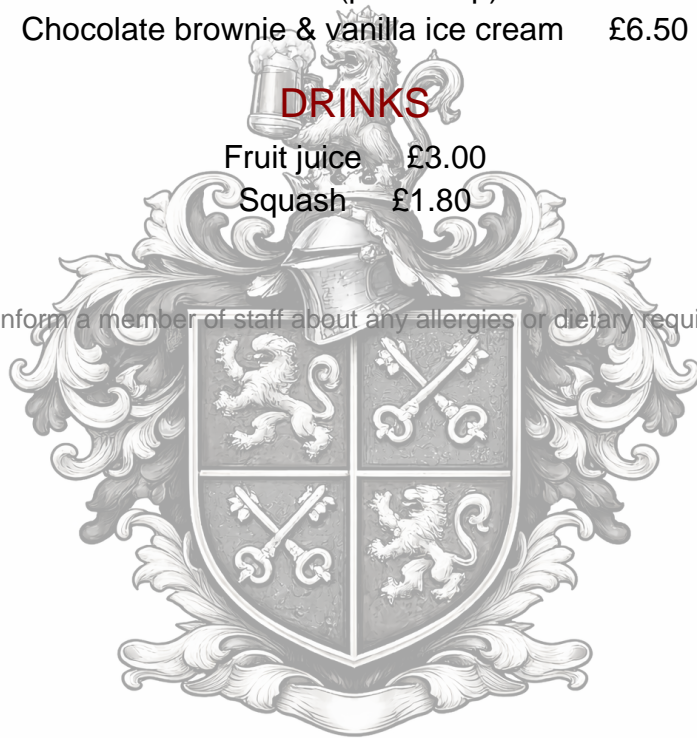 Chocolate brownie & vanilla ice cream £6.50
DRINKS
Fruit juice £3.00
Squash £1.80
a member of staff about any allergies or dietary